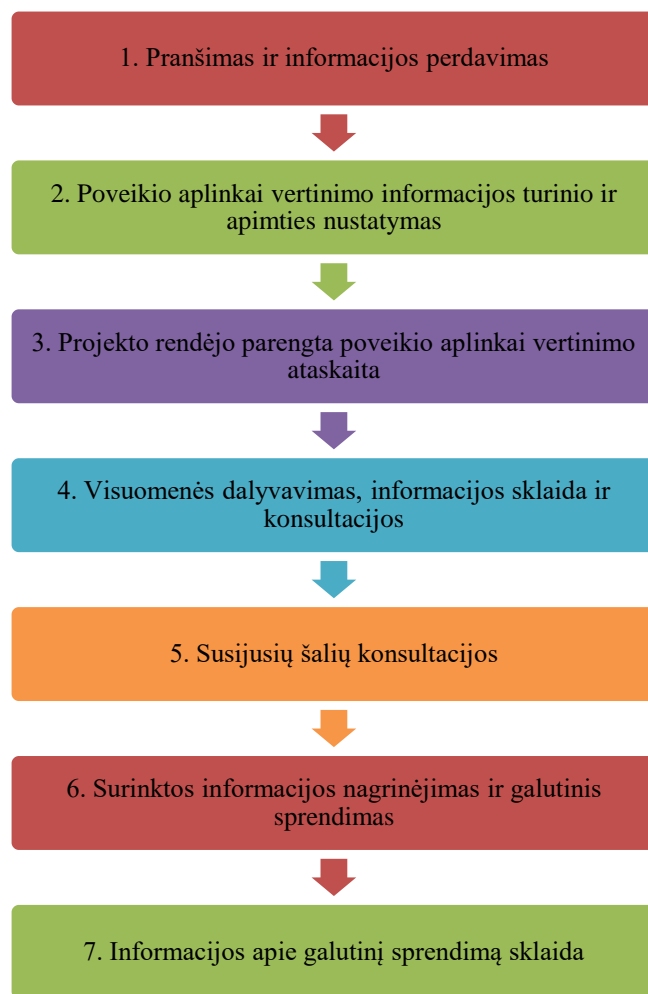 1. Pranšimas ir informacijos perdavimas
2. Poveikio aplinkai vertinimo informacijos turinio ir
apimties nustatymas
3. Projekto rendėjo parengta poveikio aplinkai vertinimo
ataskaita
4. Visuomenės dalyvavimas, informacijos sklaida ir
konsultacijos
5. Susijusių šalių konsultacijos
6. Surinktos informacijos nagrinėjimas ir galutinis
sprendimas
7. Informacijos apie galutinį sprendimą sklaida